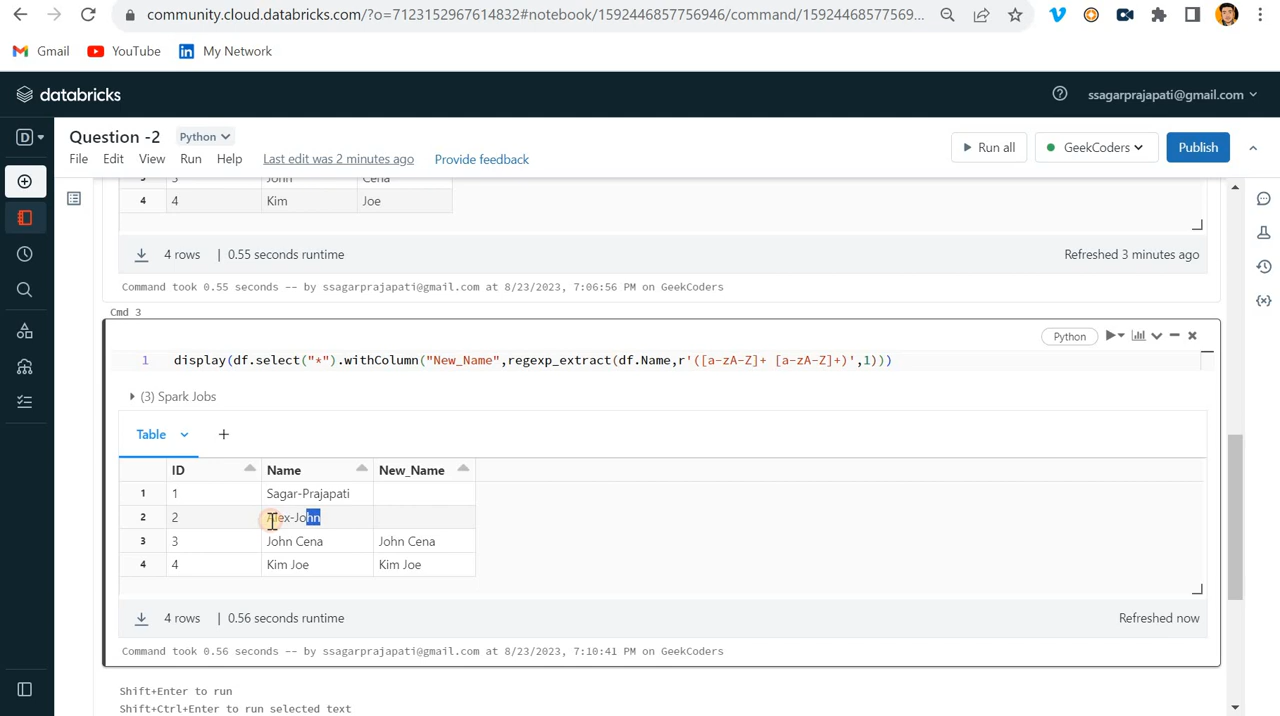 community.cloud.databricks.com/?o=7123152967614832#notebook/1592446857756946/command/15924468577569...
Gmail YouTube My Network
databricks ssagarprajapati@gmail.com
D Question -2 Python
File Edit View Run Help Last edit was 2 minutes ago Provide feedback Run all GeekCoders Publish
3 John Cena
4 4 Kim Joe
4 rows | 0.55 seconds runtime Refreshed 3 minutes ago
Command took 0.55 seconds -- by ssagarprajapati@gmail.com at 8/23/2023, 7:06:56 PM on GeekCoders
Cmd 3
Python
1 display(df.select("*").withColumn("New_Name",regexp_extract(df.Name,r'([a-zA-Z]+ [a-zA-Z]+)',1)))
(3) Spark Jobs
Table +
ID Name New_Name
1 1 Sagar-Prajapati
2 2 Alex-John
3 3 John Cena John Cena
4 4 Kim Joe Kim Joe
4 rows | 0.56 seconds runtime Refreshed now
Command took 0.56 seconds -- by ssagarprajapati@gmail.com at 8/23/2023, 7:10:41 PM on GeekCoders
Shift+Enter to run
Shift+Ctrl+Enter to run selected text